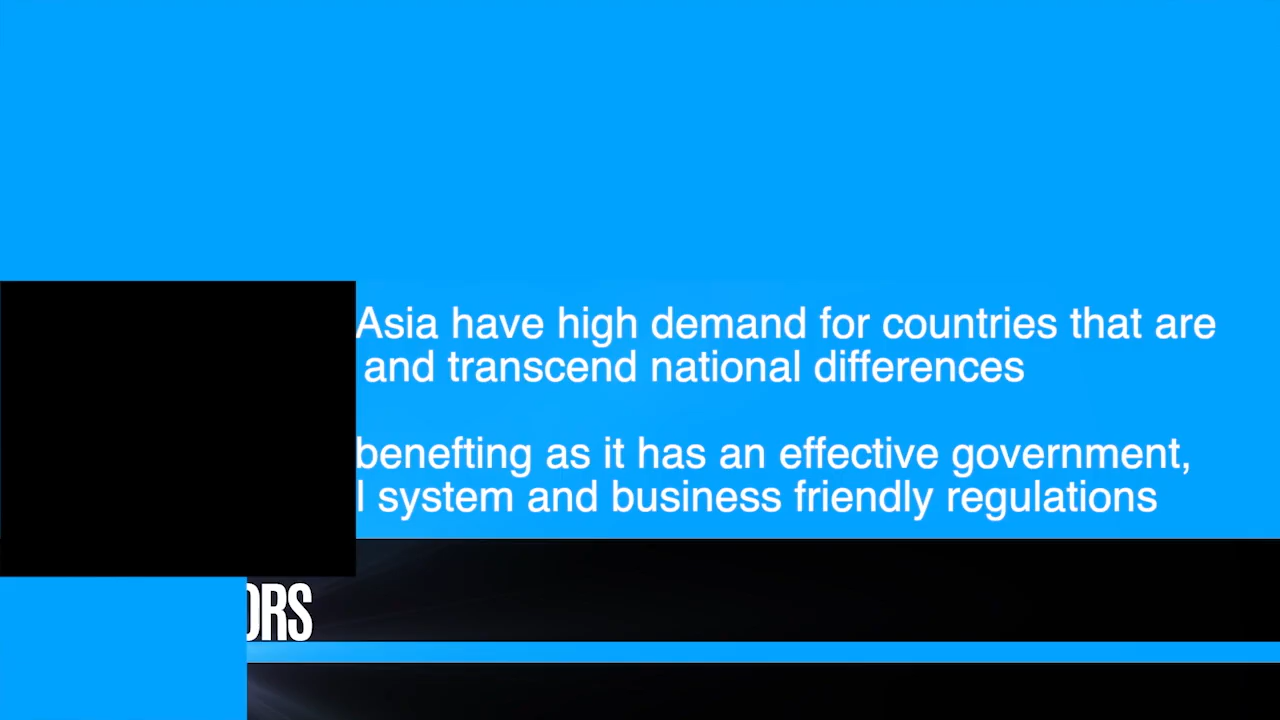 Asia have high demand for countries that are
and transcend national differences
benefting as it has an effective government,
l system and business friendly regulations
ORS